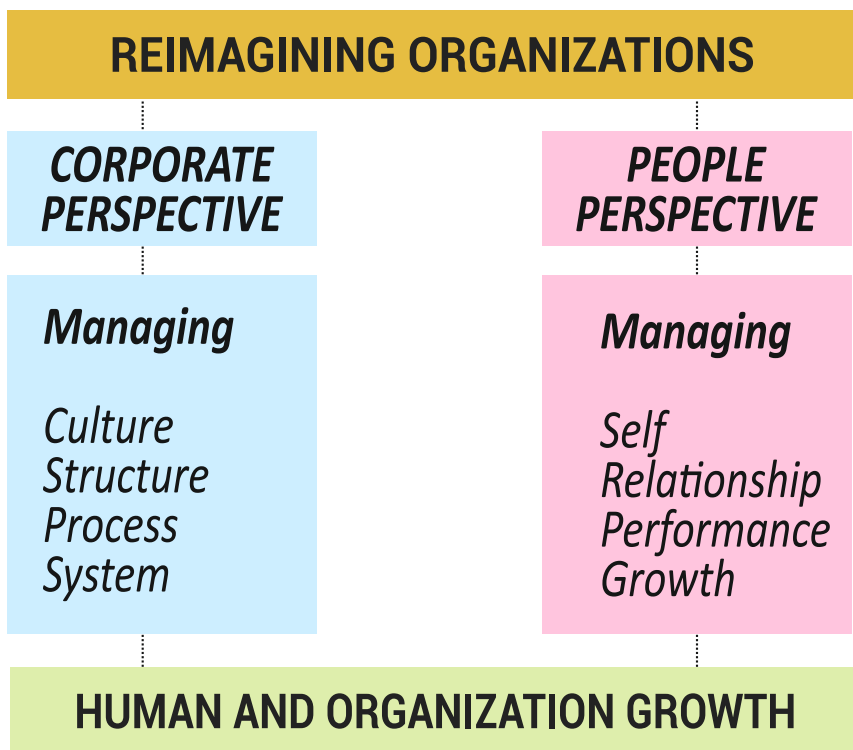 REIMAGINING ORGANIZATIONS
CORPORATE
PERSPECTIVE
Managing
Culture
Structure
Process
System
PEOPLE
PERSPECTIVE
Managing
Self
Relationship
Performance
Growth
HUMAN AND ORGANIZATION GROWTH